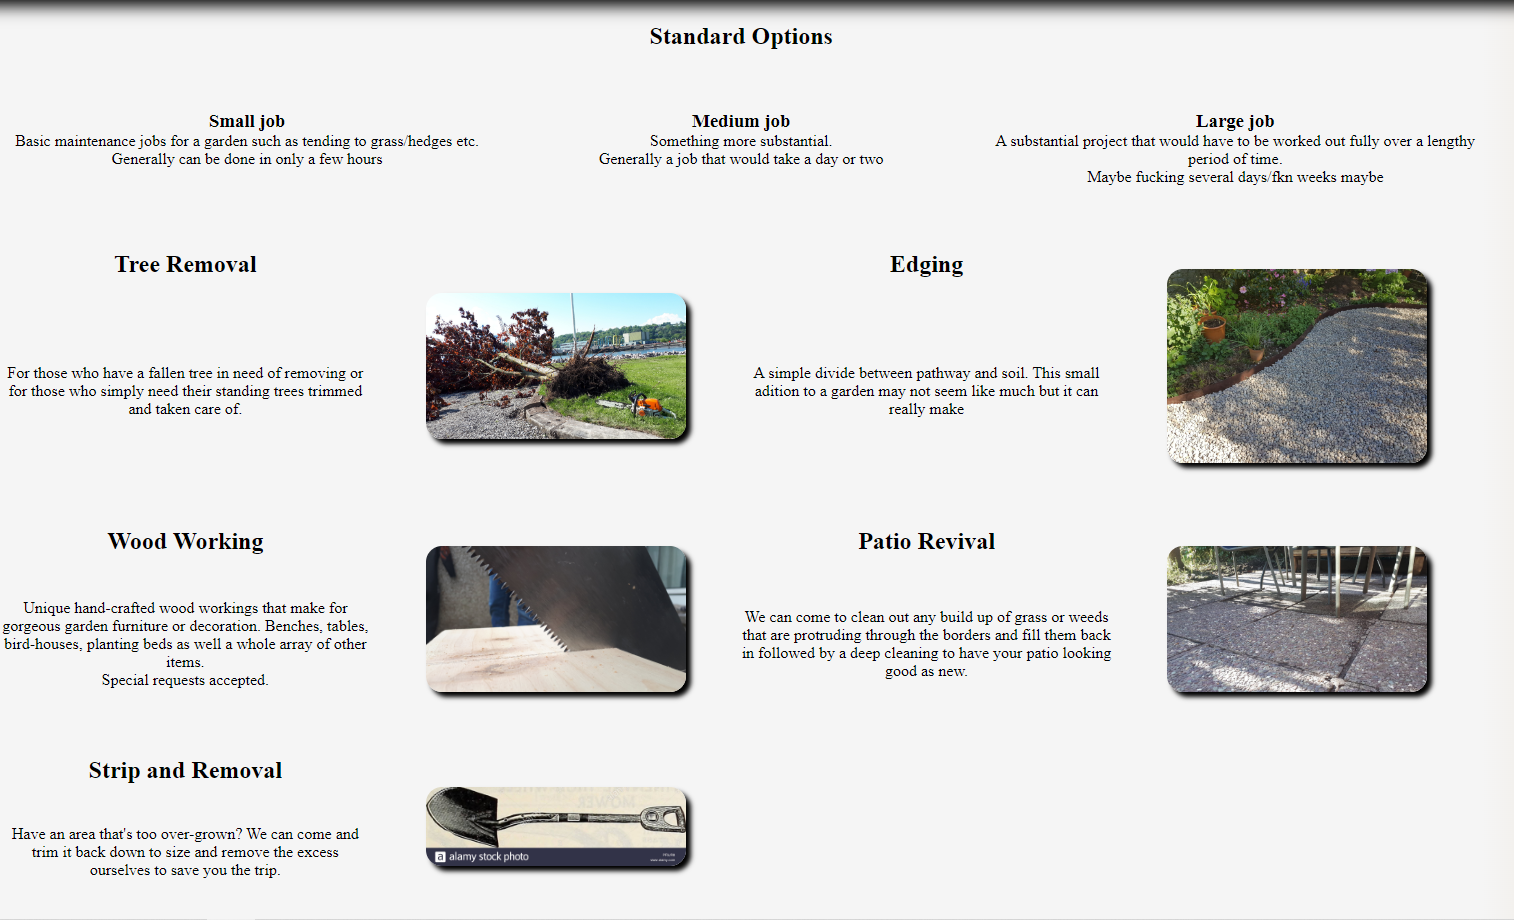 Standard Options
Small job
Basic maintenance jobs for a garden such as tending to grass/hedges etc.
Generally can be done in only a few hours
Medium job
Something more substantial.
Generally a job that would take a day or two
Large job
A substantial project that would have to be worked out fully over a lengthy
period of time.
Maybe fucking several days/fkn weeks maybe
Tree Removal
For those who have a fallen tree in need of removing or
for those who simply need their standing trees trimmed
and taken care of.
Edging
A simple divide between pathway and soil. This small
adition to a garden may not seem like much but it can
really make
Wood Working
Unique hand-crafted wood workings that make for
gorgeous garden furniture or decoration. Benches, tables,
bird-houses, planting beds as well a whole array of other
items.
Special requests accepted.
Patio Revival
We can come to clean out any build up of grass or weeds
that are protruding through the borders and fill them back
in followed by a deep cleaning to have your patio looking
good as new.
Strip and Removal
Have an area that's too over-grown? We can come and
trim it back down to size and remove the excess
ourselves to save you the trip.
MOWER
a alamy stock photo